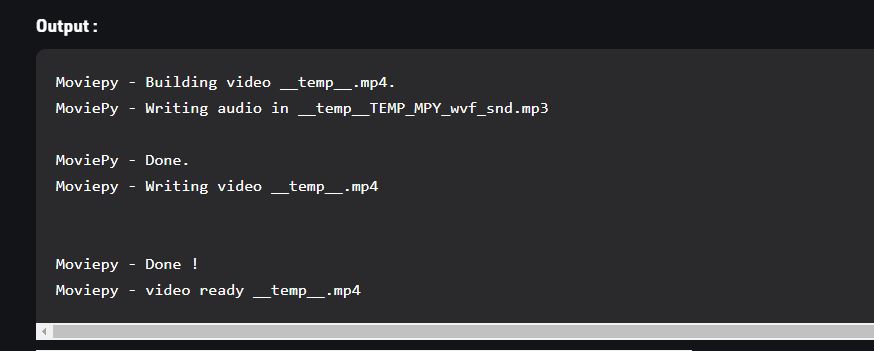 Output :
Moviepy - Building video __temp__.mp4.
MoviePy - Writing audio in __temp__TEMP_MPY_wvf_snd.mp3
MoviePy - Done.
Moviepy - Writing video __temp__.mp4
Moviepy - Done !
Moviepy - video ready __temp__.mp4